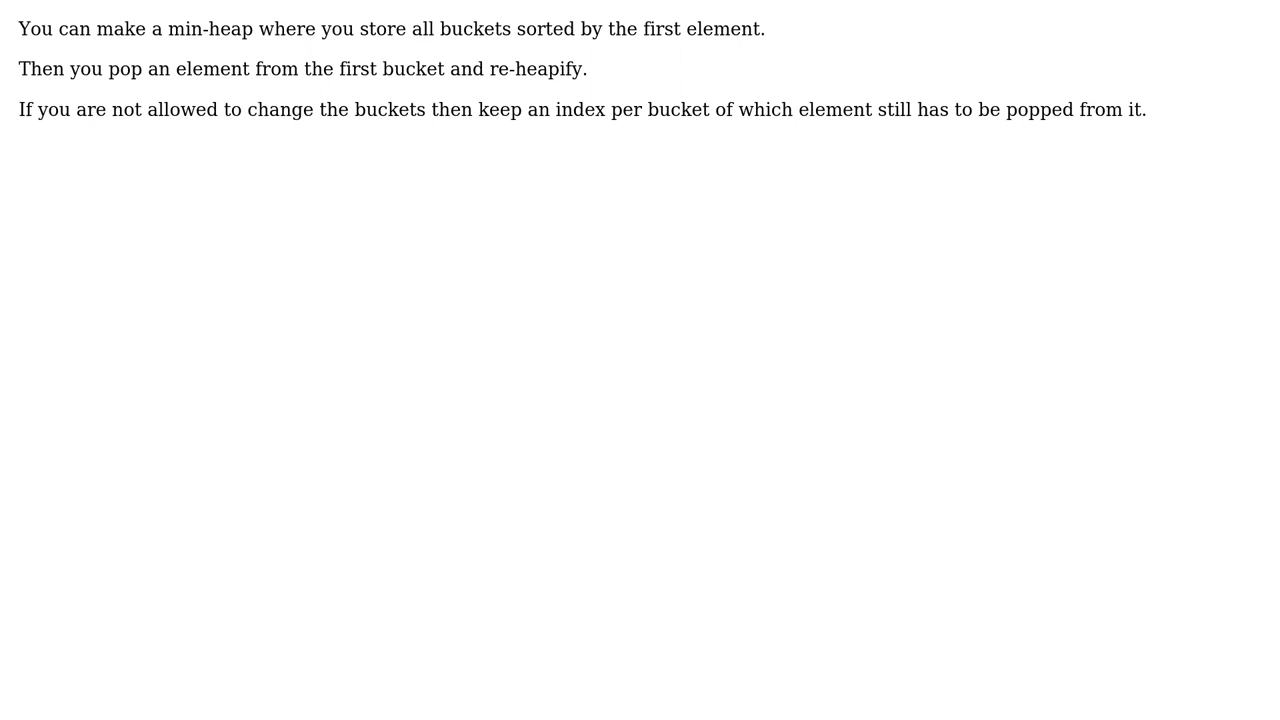 You can make a min-heap where you store all buckets sorted by the first element.
Then you pop an element from the first bucket and re-heapify.
If you are not allowed to change the buckets then keep an index per bucket of which element still has to be popped from it.